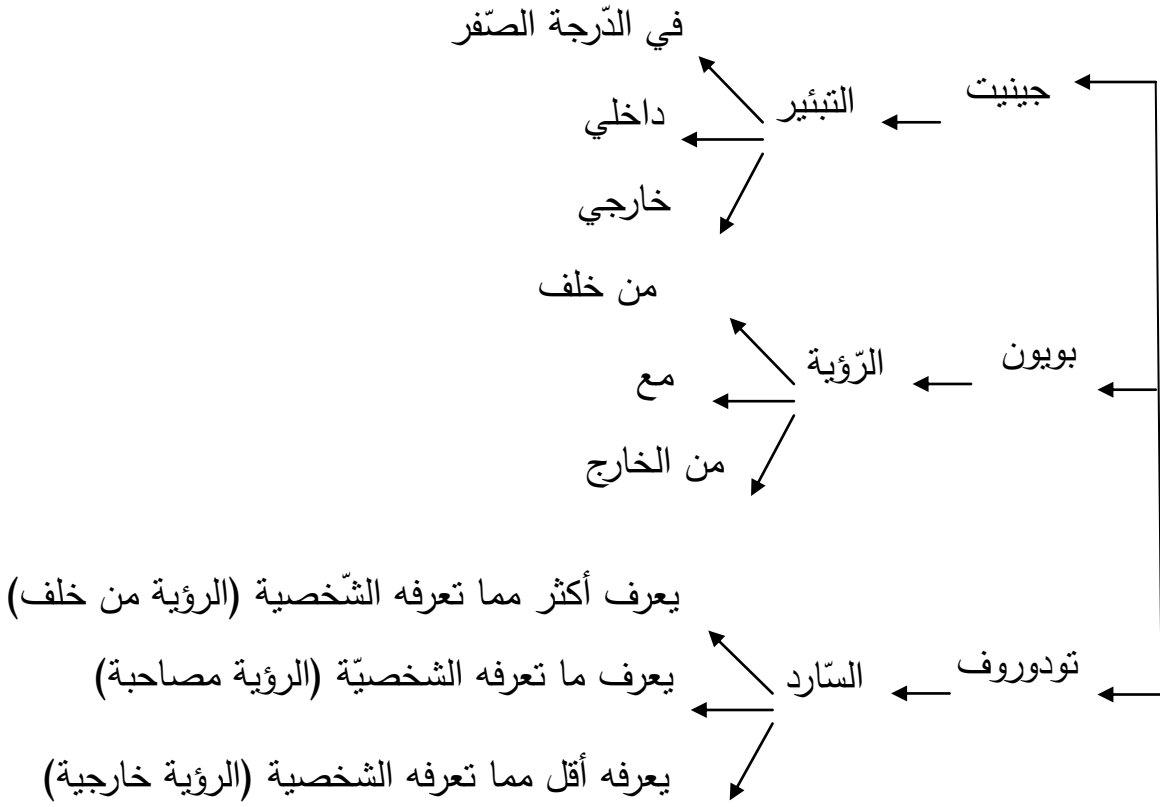 في الدّرجة الصّفر
جينيت
التبئير
داخلي
خارجي
من خلف
بويون
الرّؤية
مع
من الخارج
يعرف أكثر مما تعرفه الشّخصية (الرؤية من خلف)
تودوروف
السّارد
يعرف ما تعرفه الشخصيّة (الرؤية مصاحبة)
يعرفه أقل مما تعرفه الشخصية (الرؤية خارجية)